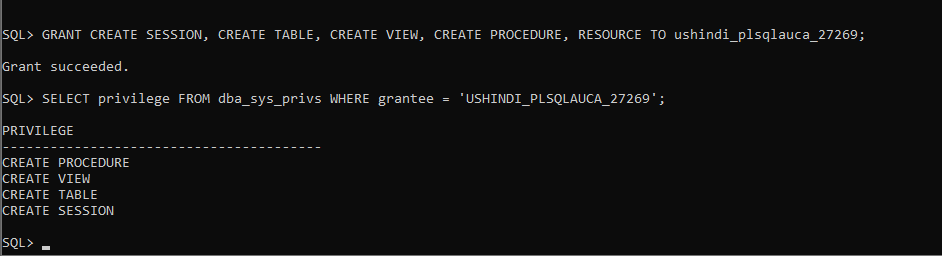 SQL> GRANT CREATE SESSION, CREATE TABLE, CREATE VIEW, CREATE PROCEDURE, RESOURCE TO ushindi_plsqlauca_27269;
Grant succeeded.
SQL> SELECT privilege FROM dba_sys_privs WHERE grantee = 'USHINDI_PLSQLAUCA_27269';
PRIVILEGE
----------------------------------------
CREATE PROCEDURE
CREATE VIEW
CREATE TABLE
CREATE SESSION
SQL> _